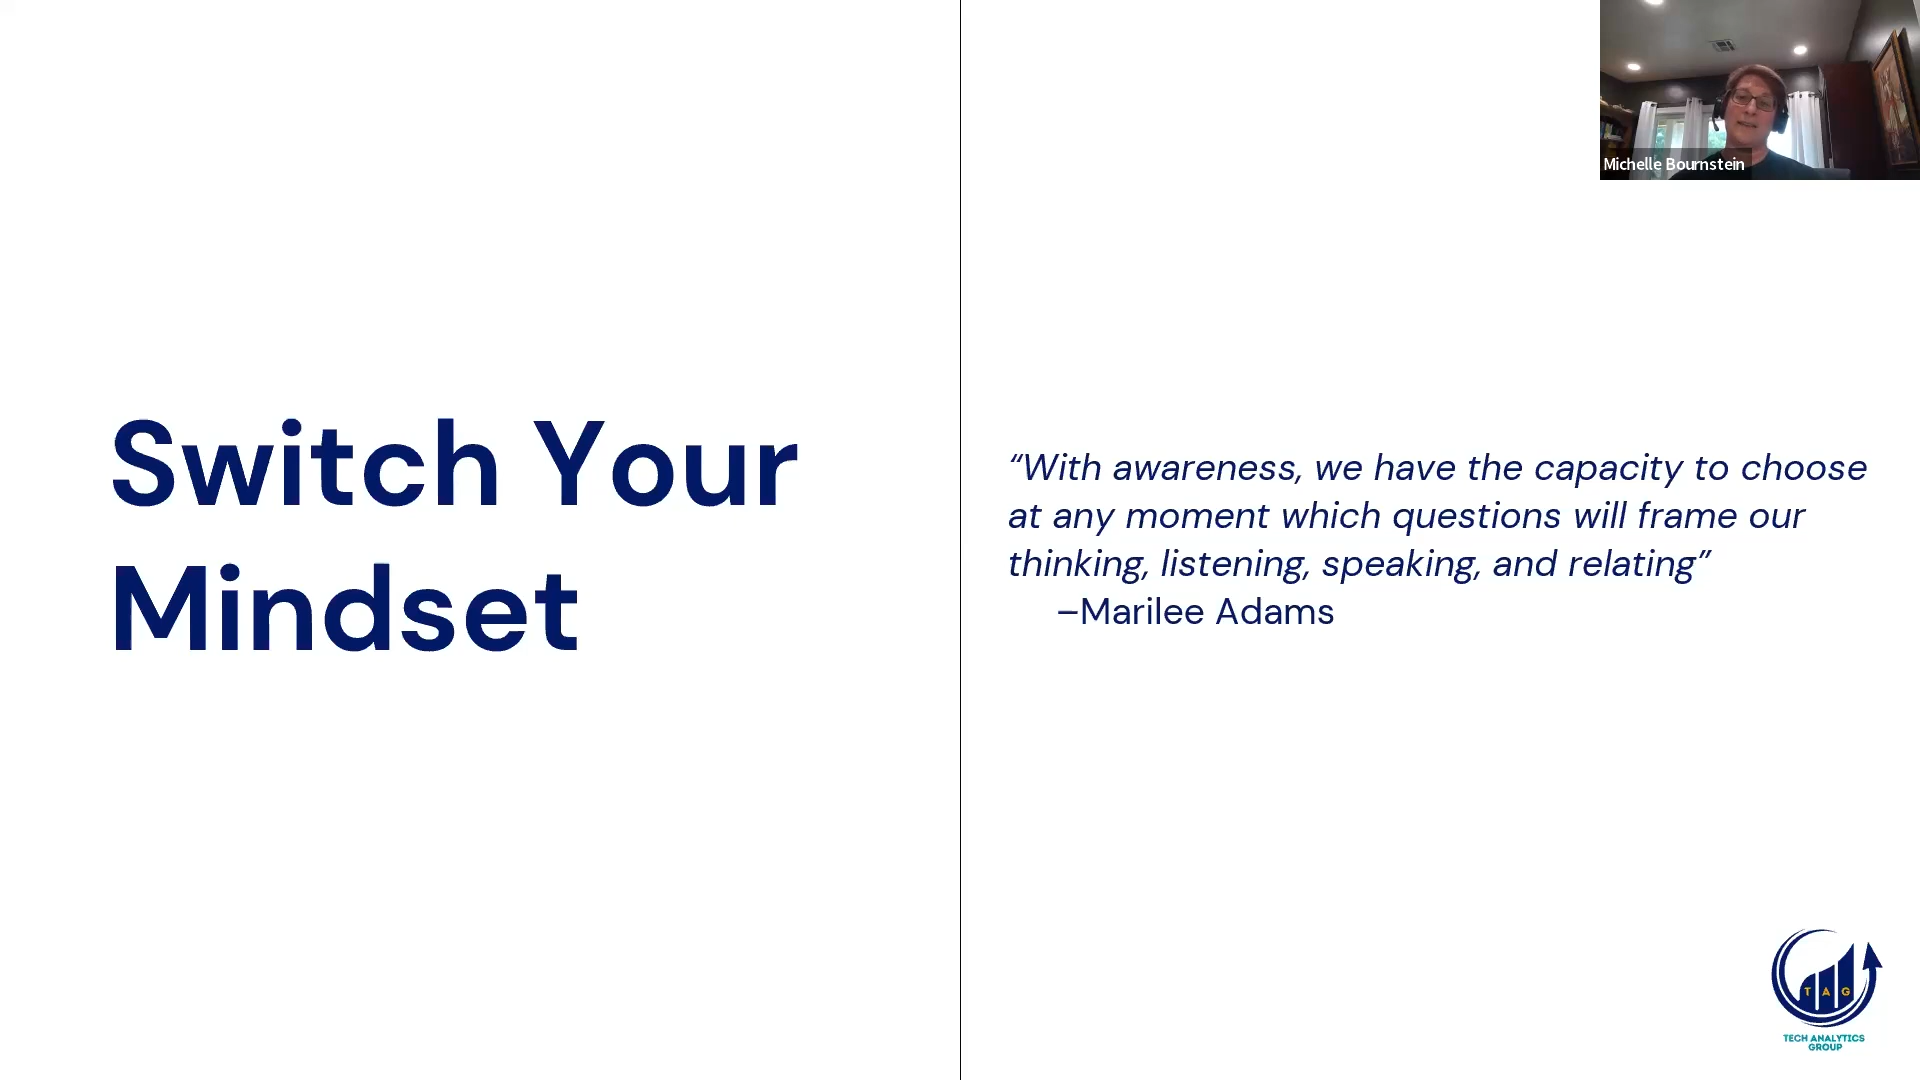 Michelle Bournstein
Switch Your
Mindset
“With awareness, we have the capacity to choose
at any moment which questions will frame our
thinking, listening, speaking, and relating”
–Marilee Adams
T A G
TECH ANALYTICS
GROUP